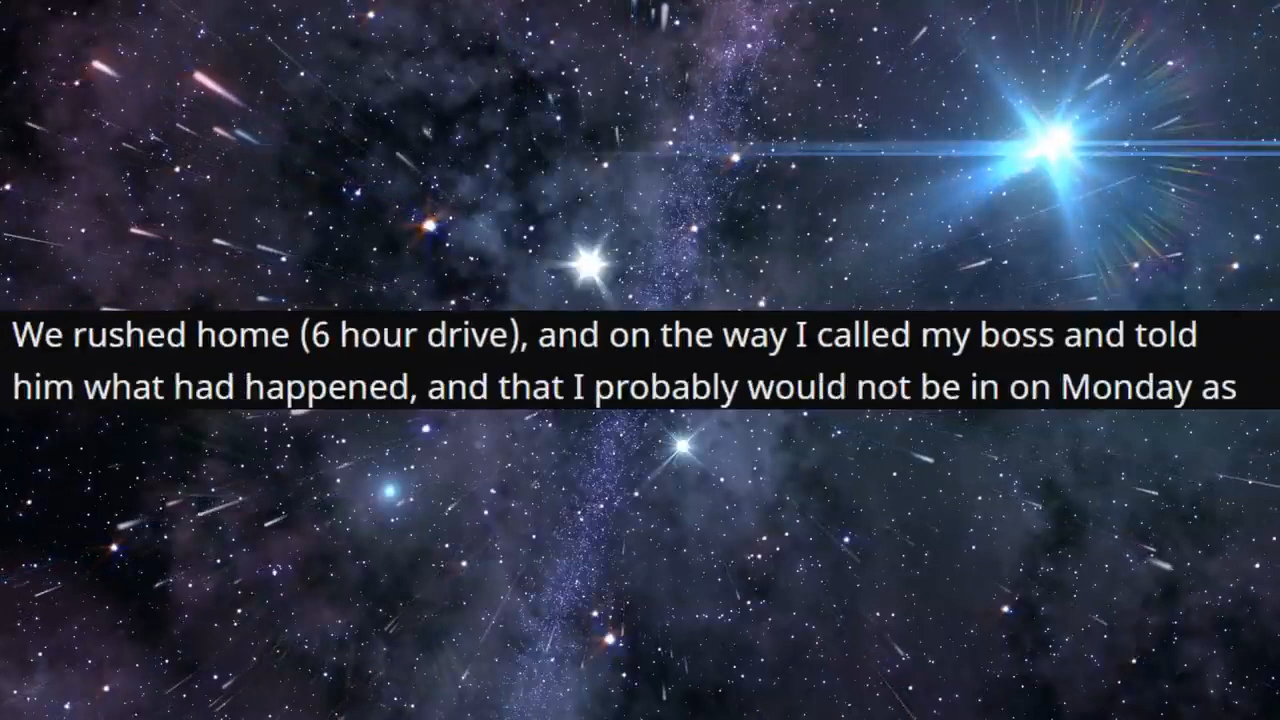 We rushed home (6 hour drive), and on the way I called my boss and told
him what had happened, and that I probably would not be in on Monday as